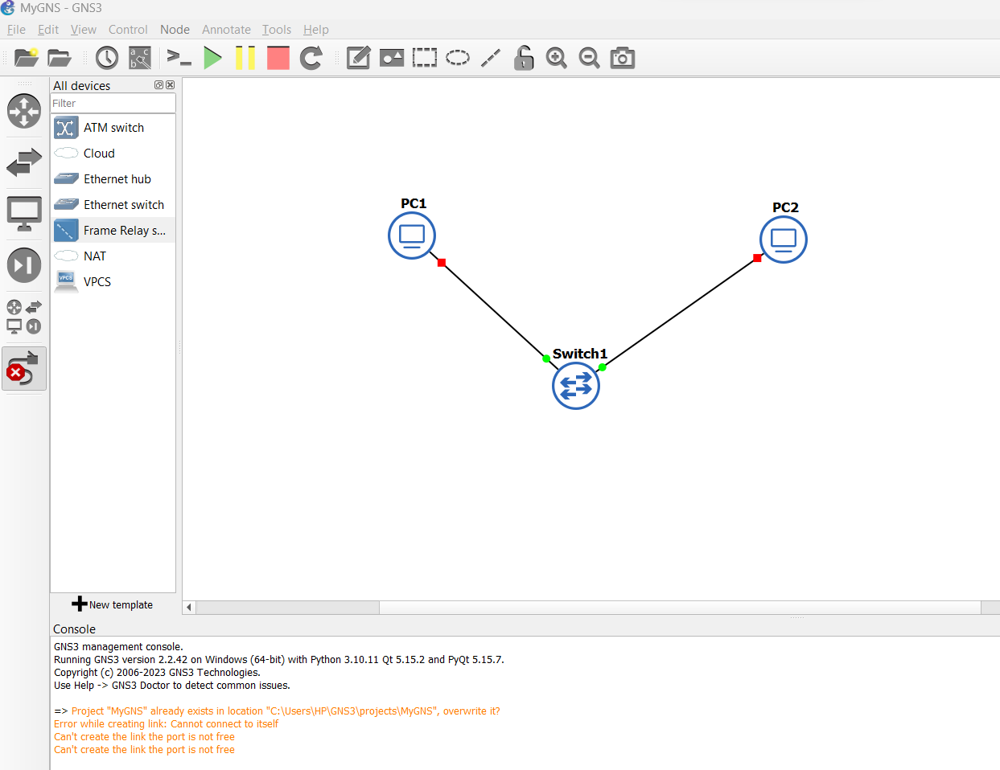 MyGNS - GNS3
File Edit View Control Node Annotate Tools Help
All devices
Filter
ATM switch
Cloud
Ethernet hub
Ethernet switch
Frame Relay s...
NAT
VPCS
VPCS
New template
PC1
PC2
Switch1
Console
GNS3 management console.
Running GNS3 version 2.2.42 on Windows (64-bit) with Python 3.10.11 Qt 5.15.2 and PyQt 5.15.7.
Copyright (c) 2006-2023 GNS3 Technologies.
Use Help -> GNS3 Doctor to detect common issues.
=> Project "MyGNS" already exists in location "C:\Users\HP\GNS3\projects\MyGNS", overwrite it?
Error while creating link: Cannot connect to itself
Can't create the link the port is not free
Can't create the link the port is not free